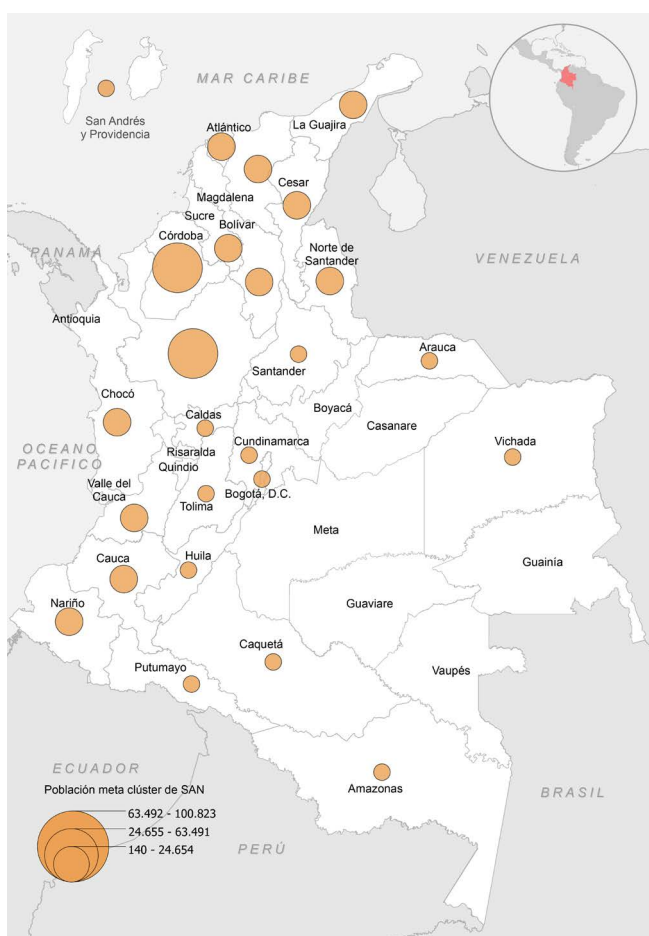 MAR CARIBE
San Andrés
y Providencia
La Guajira
Atlántico
Magdalena
Cesar
Sucre
Bolívar
Córdoba
Norte de
Santander
PANAMÁ
VENEZUELA
Antioquia
Arauca
Santander
Chocó
Boyacá
Caldas
Casanare
Cundinamarca
Vichada
OCEANO
PACIFICO
Risaralda
Quindio
Valle del
Cauca
Bogotá, D.C.
Tolima
Meta
Cauca
Huila
Guainía
Nariño
Guaviare
Caquetá
Putumayo
Vaupés
ECUADOR
Población meta clúster de SAN
63.492 - 100.823
24.655 - 63.491
140 - 24.654
Amazonas
BRASIL
PERÚ